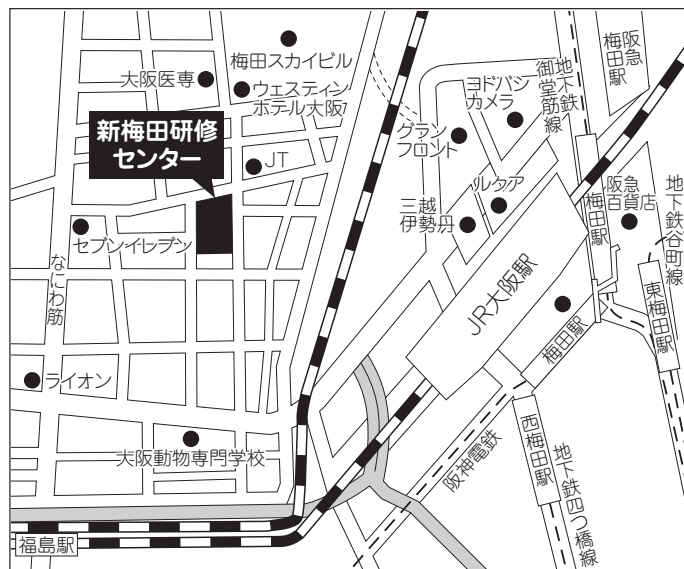 梅田スカイビル
大阪医専
ウェスティン
ホテル大阪
新梅田研修
センター
JT
セブンイレブン
なにわ筋
ライオン
大阪動物専門学校
福島駅
ヨドバシ
カメラ
グラン
フロント
地下鉄
御堂筋線
阪急
梅田駅
ルクア
三越
伊勢丹
梅田駅
阪急
百貨店
地下鉄谷町線
東梅田駅
JR大阪駅
梅田駅
阪神電鉄
西梅田駅
地下鉄四つ橋線